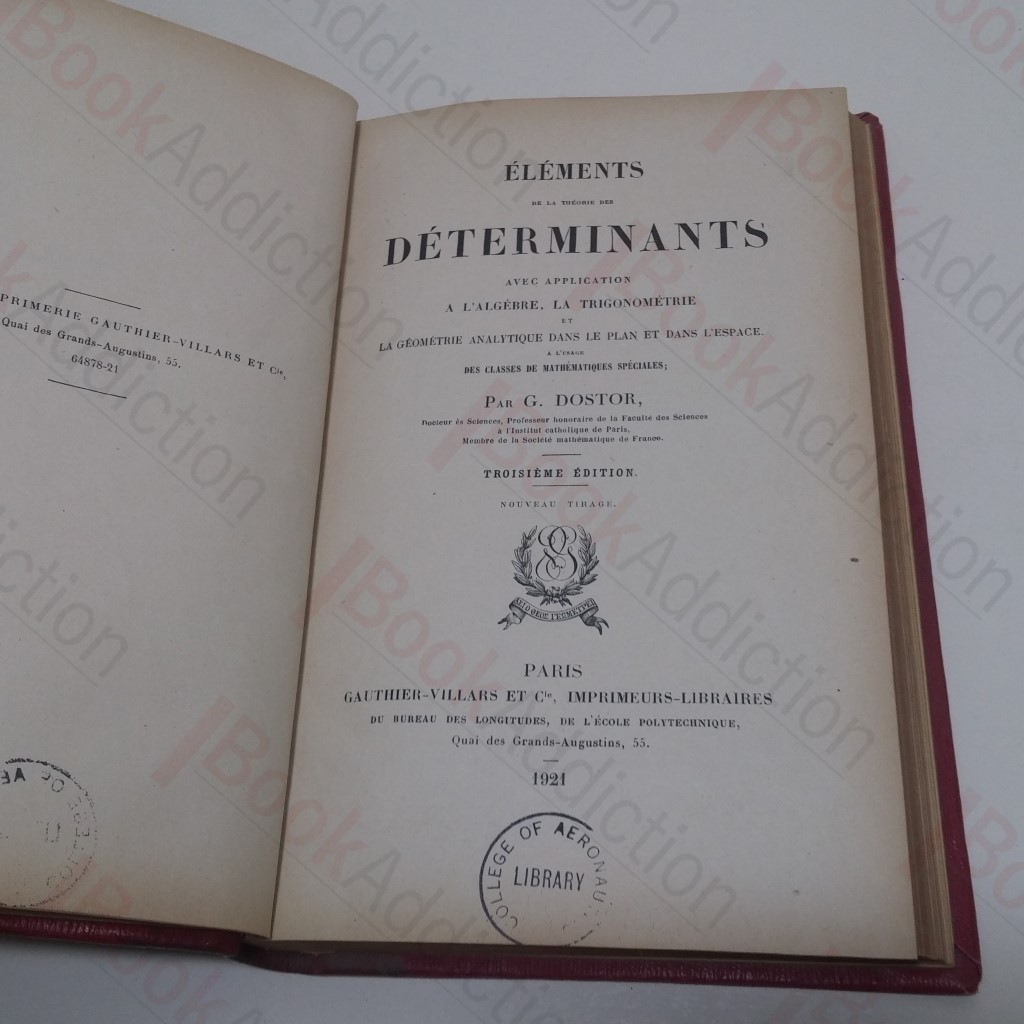 PRIMERIE GAUTHIER-VILLARS ET Cie,
Quai des Grands-Augustins, 55.
64878-21
ÉLÉMENTS
DE LA THÉORIE DES
DÉTERMINANTS
AVEC APPLICATION
A L'ALGÈBRE, LA TRIGONOMÉTRIE
ET
LA GÉOMÉTRIE ANALYTIQUE DANS LE PLAN ET DANS L'ESPACE.
A L'USAGE
DES CLASSES DE MATHÉMATIQUES SPÉCIALES;
PAR G. DOSTOR,
Docteur ès Sciences, Professeur honoraire de la Faculté des Sciences
à l'Institut catholique de Paris,
Membre de la Société mathématique de France.
TROISIÈME ÉDITION.
NOUVEAU TIRAGE.
ΑΕΙ Ο ΘΕΟΣ ΓΕΩΜΕΤΡΕΙ
PARIS
GAUTHIER-VILLARS ET Cie, IMPRIMEURS-LIBRAIRES
DU BUREAU DES LONGITUDES, DE L'ÉCOLE POLYTECHNIQUE,
Quai des Grands-Augustins, 55.
1921
COLLEGE OF AERONAU
LIBRARY
BookAddiction